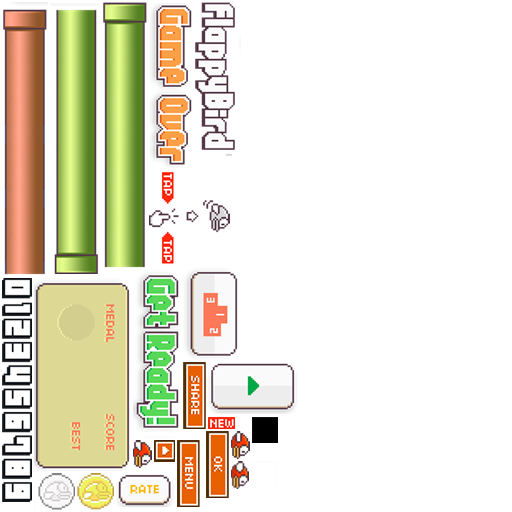 FlappyBird
Game Over
TAP
TAP
0123456789
MEDAL
SCORE
BEST
Get Ready!
3 1 2
SHARE
NEW
OK
MENU
RATE